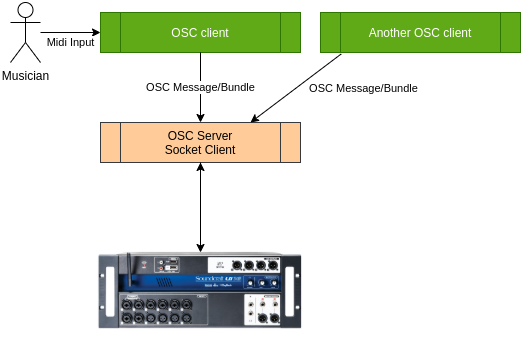 OSC client
Another OSC client
Midi Input
Musician
OSC Message/Bundle
OSC Message/Bundle
OSC Server
Socket Client
Soundcraft